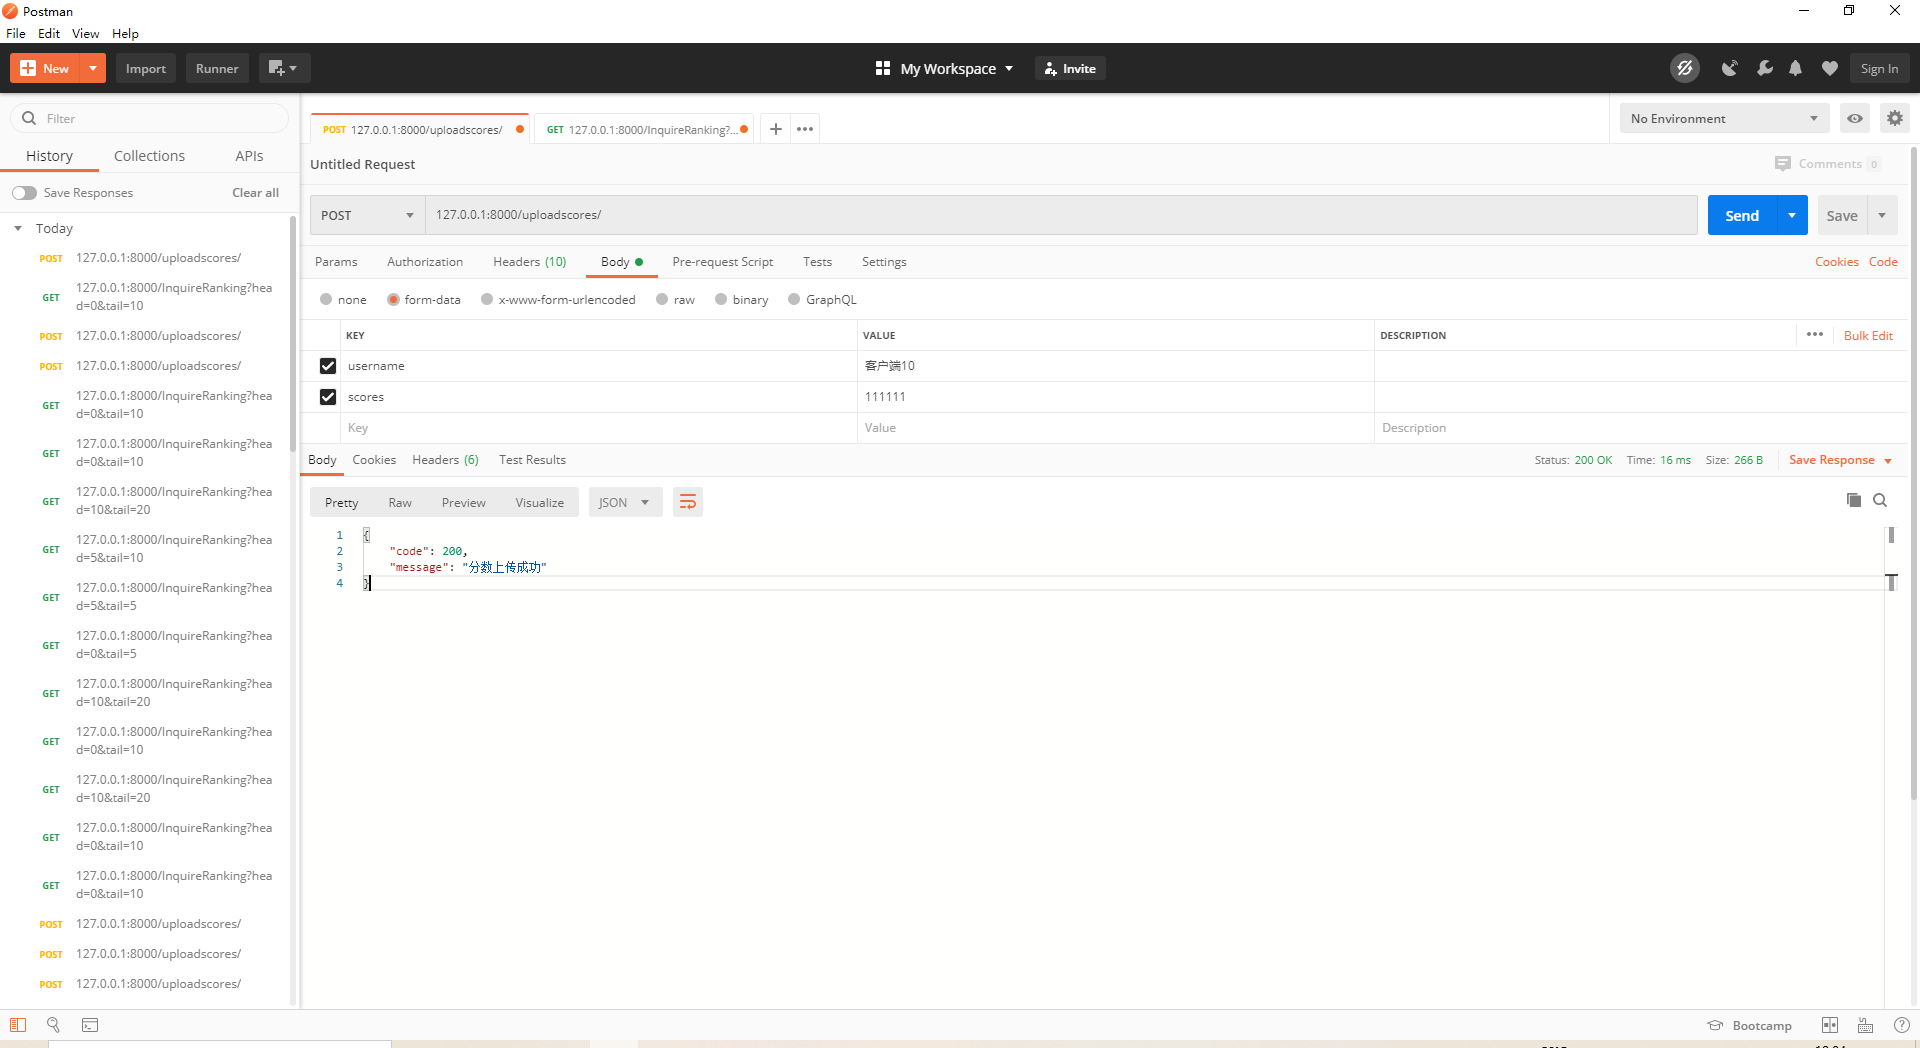 Postman
File Edit View Help
New Import Runner My Workspace Invite Sign In
Filter
History Collections APIs
Save Responses Clear all
Today
POST 127.0.0.1:8000/uploadscores/
GET 127.0.0.1:8000/InquireRanking?hea
d=0&tail=10
POST 127.0.0.1:8000/uploadscores/
POST 127.0.0.1:8000/uploadscores/
GET 127.0.0.1:8000/InquireRanking?hea
d=0&tail=10
GET 127.0.0.1:8000/InquireRanking?hea
d=0&tail=10
GET 127.0.0.1:8000/InquireRanking?hea
d=10&tail=20
GET 127.0.0.1:8000/InquireRanking?hea
d=5&tail=10
GET 127.0.0.1:8000/InquireRanking?hea
d=5&tail=5
GET 127.0.0.1:8000/InquireRanking?hea
d=0&tail=5
GET 127.0.0.1:8000/InquireRanking?hea
d=10&tail=20
GET 127.0.0.1:8000/InquireRanking?hea
d=0&tail=10
GET 127.0.0.1:8000/InquireRanking?hea
d=10&tail=20
GET 127.0.0.1:8000/InquireRanking?hea
d=0&tail=10
GET 127.0.0.1:8000/InquireRanking?hea
d=0&tail=10
POST 127.0.0.1:8000/uploadscores/
POST 127.0.0.1:8000/uploadscores/
POST 127.0.0.1:8000/uploadscores/
POST 127.0.0.1:8000/uploadscores/ GET 127.0.0.1:8000/InquireRanking?... No Environment
Untitled Request Comments 0
POST 127.0.0.1:8000/uploadscores/ Send Save
Params Authorization Headers (10) Body Pre-request Script Tests Settings Cookies Code
none form-data x-www-form-urlencoded raw binary GraphQL
KEY VALUE DESCRIPTION Bulk Edit
username 客户端10
scores 111111
Key Value Description
Body Cookies Headers (6) Test Results Status: 200 OK Time: 16 ms Size: 266 B Save Response
Pretty Raw Preview Visualize JSON
1 {
2 "code": 200,
3 "message": "分数上传成功"
4 }
Bootcamp